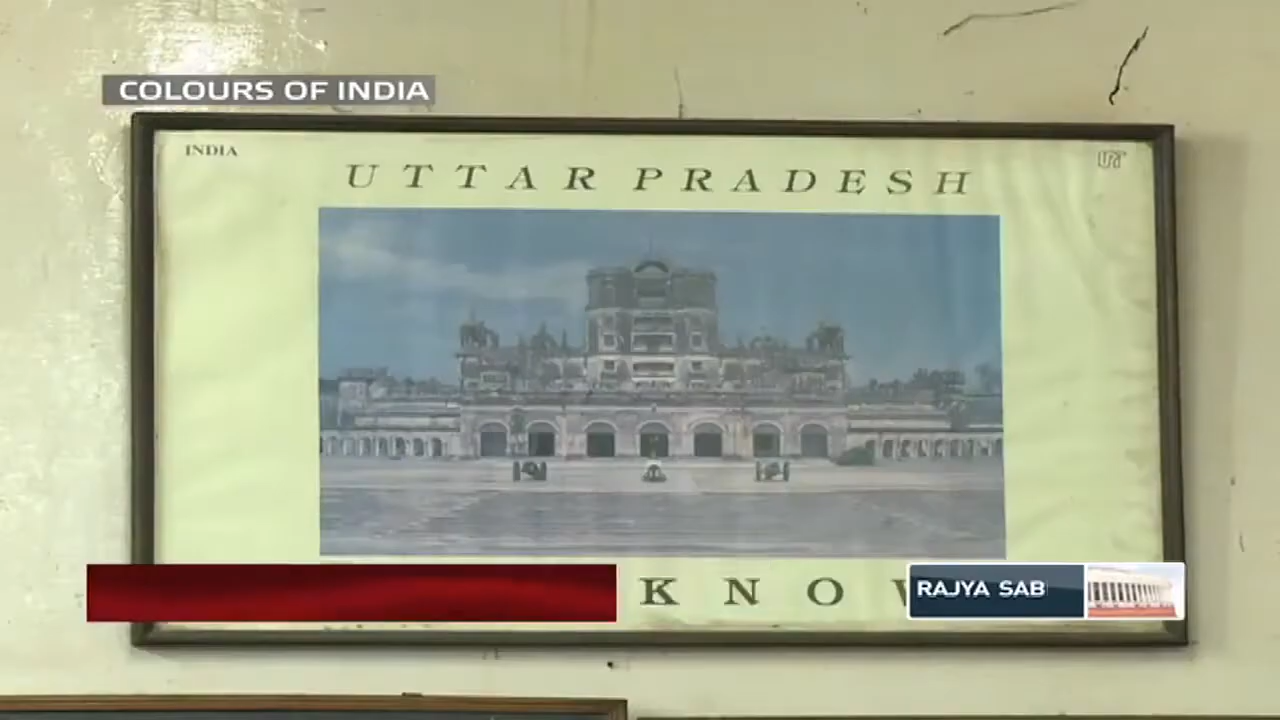 COLOURS OF INDIA
INDIA
UTTAR PRADESH
KNOW
RAJYA SAB